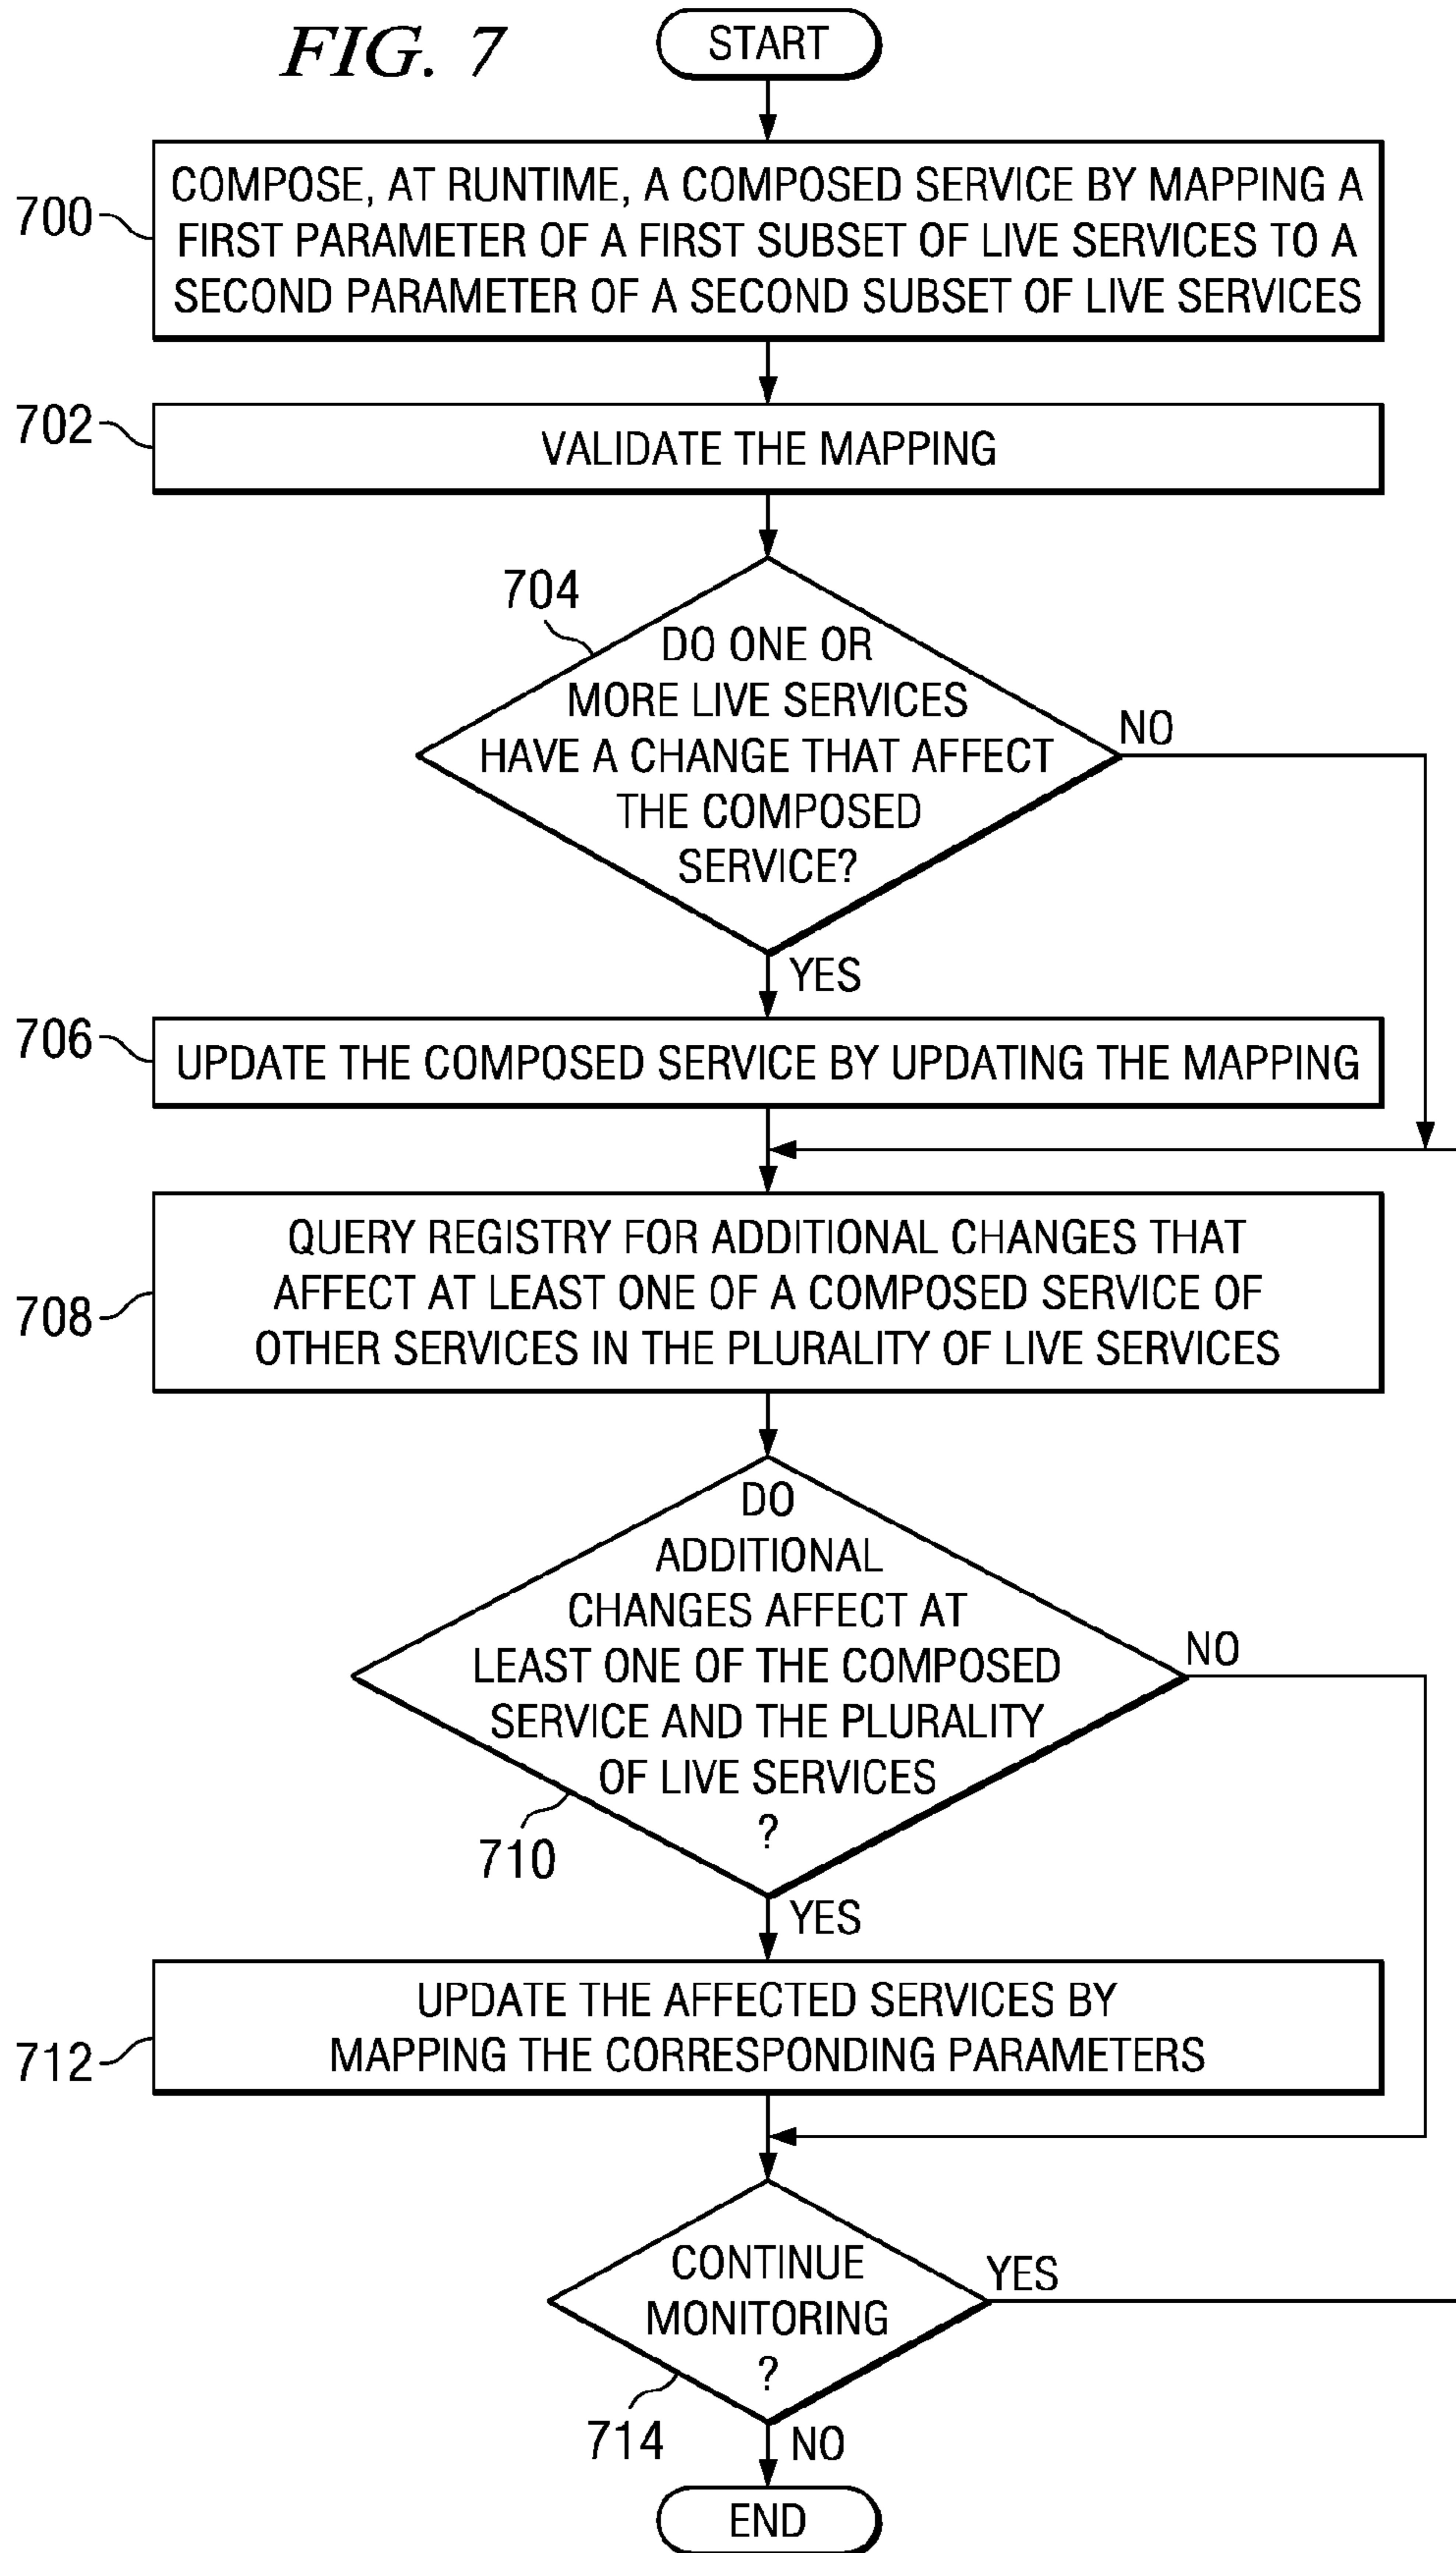 FIG. 7
START
700
COMPOSE, AT RUNTIME, A COMPOSED SERVICE BY MAPPING A
FIRST PARAMETER OF A FIRST SUBSET OF LIVE SERVICES TO A
SECOND PARAMETER OF A SECOND SUBSET OF LIVE SERVICES
702
VALIDATE THE MAPPING
704
DO ONE OR
MORE LIVE SERVICES
HAVE A CHANGE THAT AFFECT
THE COMPOSED
SERVICE?
NO
YES
706
UPDATE THE COMPOSED SERVICE BY UPDATING THE MAPPING
708
QUERY REGISTRY FOR ADDITIONAL CHANGES THAT
AFFECT AT LEAST ONE OF A COMPOSED SERVICE OF
OTHER SERVICES IN THE PLURALITY OF LIVE SERVICES
DO
ADDITIONAL
CHANGES AFFECT AT
LEAST ONE OF THE COMPOSED
SERVICE AND THE PLURALITY
OF LIVE SERVICES
?
NO
710
YES
712
UPDATE THE AFFECTED SERVICES BY
MAPPING THE CORRESPONDING PARAMETERS
CONTINUE
MONITORING
?
YES
714
NO
END